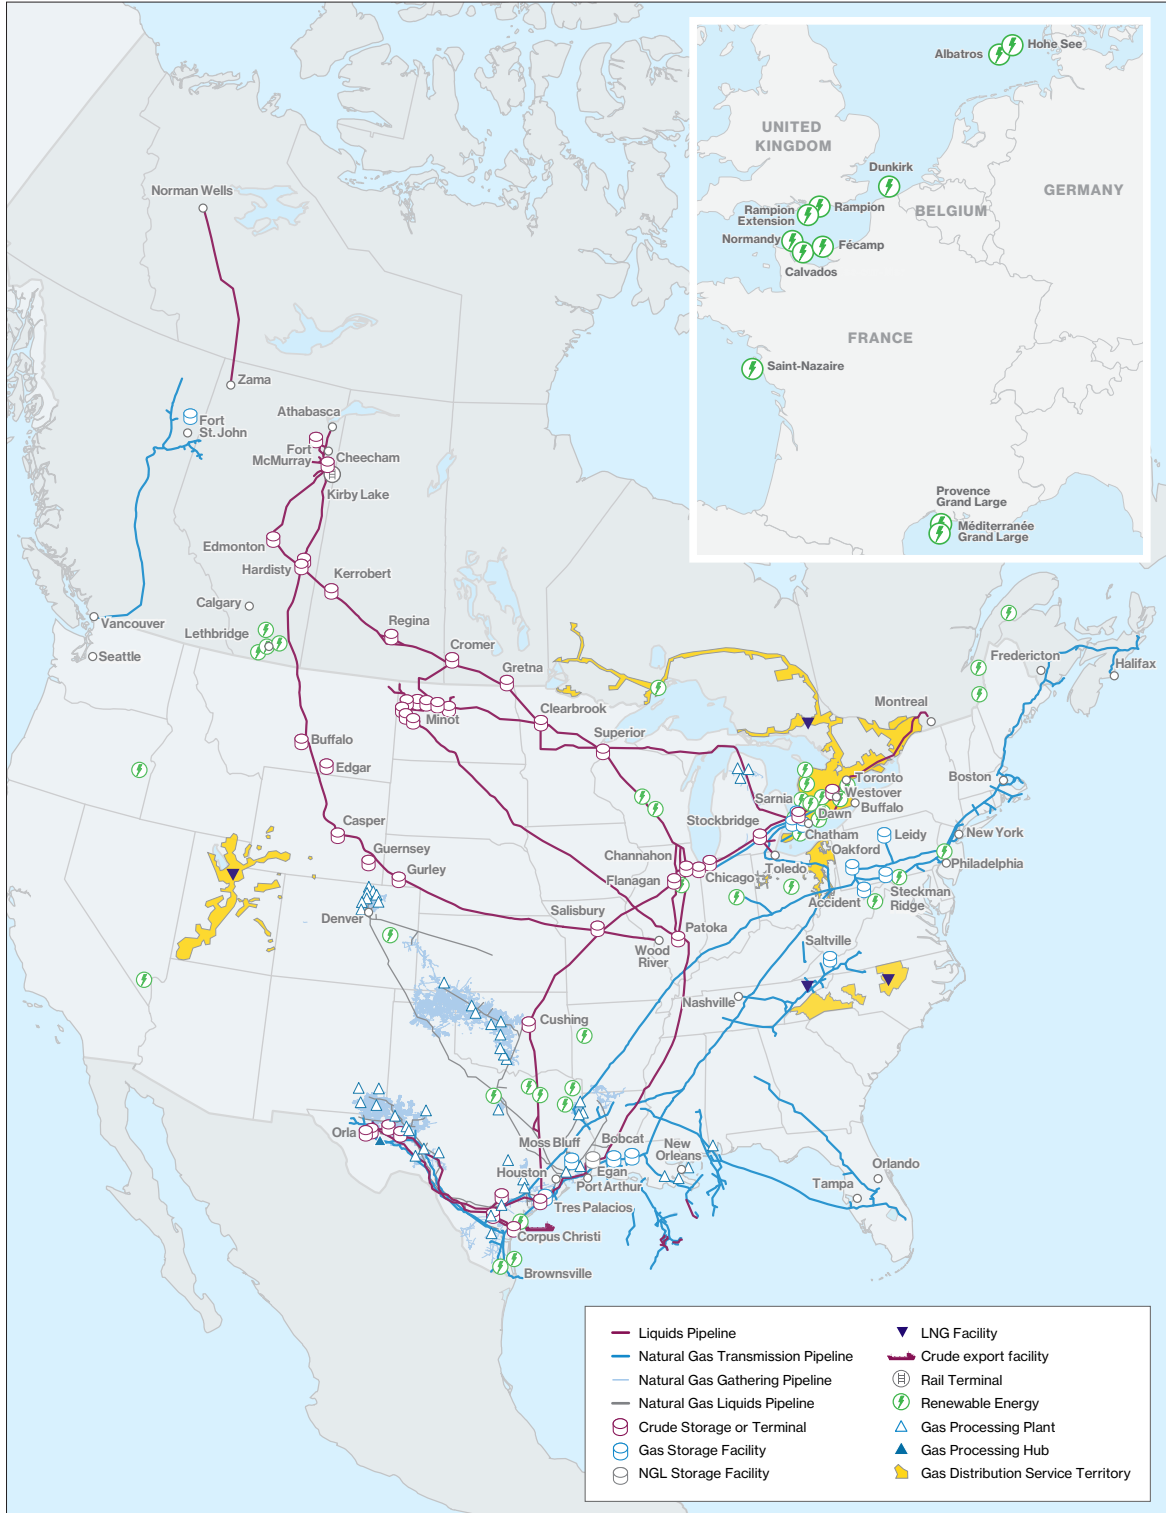 Albatros
Hohe See
UNITED
KINGDOM
Dunkirk
GERMANY
Rampion
Extension
Rampion
BELGIUM
Normandy
Fécamp
Calvados
FRANCE
Saint-Nazaire
Provence
Grand Large
Méditerranée
Grand Large
Norman Wells
Zama
Fort
St. John
Athabasca
Fort
McMurray
Cheecham
Kirby Lake
Edmonton
Hardisty
Kerrobert
Calgary
Vancouver
Lethbridge
Regina
Seattle
Cromer
Gretna
Fredericton
Halifax
Montreal
Minot
Clearbrook
Superior
Buffalo
Edgar
Toronto
Boston
Sarnia
Westover
Buffalo
Casper
Stockbridge
Dawn
Chatham
Leidy
New York
Guernsey
Oakford
Channahon
Gurley
Flanagan
Chicago
Toledo
Philadelphia
Steckman
Ridge
Accident
Denver
Salisbury
Patoka
Wood
River
Saltville
Nashville
Cushing
Orla
Moss Bluff
Bobcat
New
Orleans
Houston
Egan
Port Arthur
Orlando
Tampa
Tres Palacios
Corpus Christi
Brownsville
Liquids Pipeline
Natural Gas Transmission Pipeline
Natural Gas Gathering Pipeline
Natural Gas Liquids Pipeline
Crude Storage or Terminal
Gas Storage Facility
NGL Storage Facility
LNG Facility
Crude export facility
Rail Terminal
Renewable Energy
Gas Processing Plant
Gas Processing Hub
Gas Distribution Service Territory